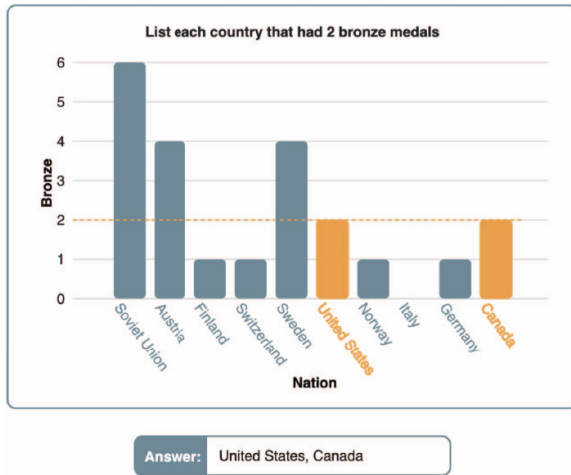 List each country that had 2 bronze medals
6
5
4
3
2
1
0
Bronze
Soviet Union
Austria
Finland
Switzerland
Sweden
United States
Norway
Italy
Germany
Canada
Nation
Answer: United States, Canada